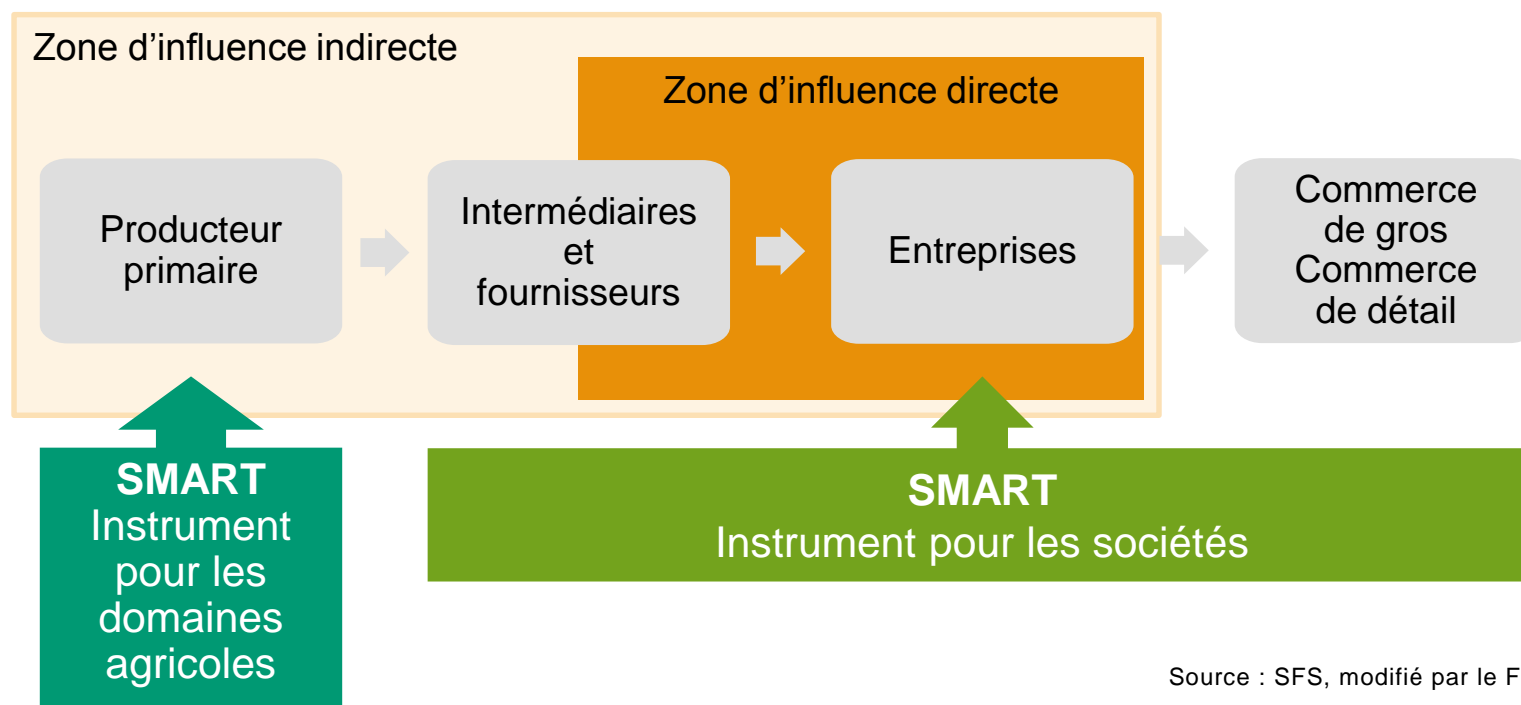 Zone d’influence indirecte
Zone d’influence directe
Producteur
primaire
Intermédiaires
et
fournisseurs
Entreprises
Commerce
de gros
Commerce
de détail
SMART
Instrument
pour les
domaines
agricoles
SMART
Instrument pour les sociétés
Source : SFS, modifié par le F